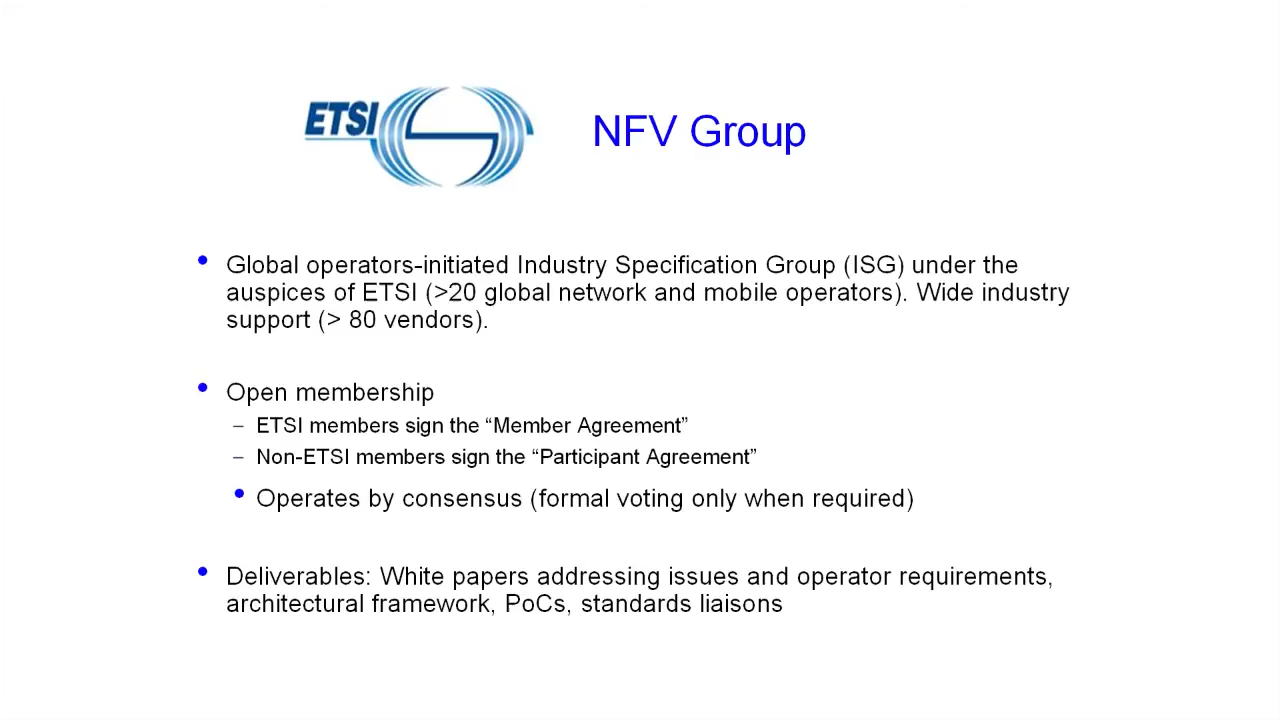 ETSI
NFV Group
• Global operators-initiated Industry Specification Group (ISG) under the
auspices of ETSI (>20 global network and mobile operators). Wide industry
support (> 80 vendors).
• Open membership
– ETSI members sign the “Member Agreement”
– Non-ETSI members sign the “Participant Agreement”
• Operates by consensus (formal voting only when required)
• Deliverables: White papers addressing issues and operator requirements,
architectural framework, PoCs, standards liaisons